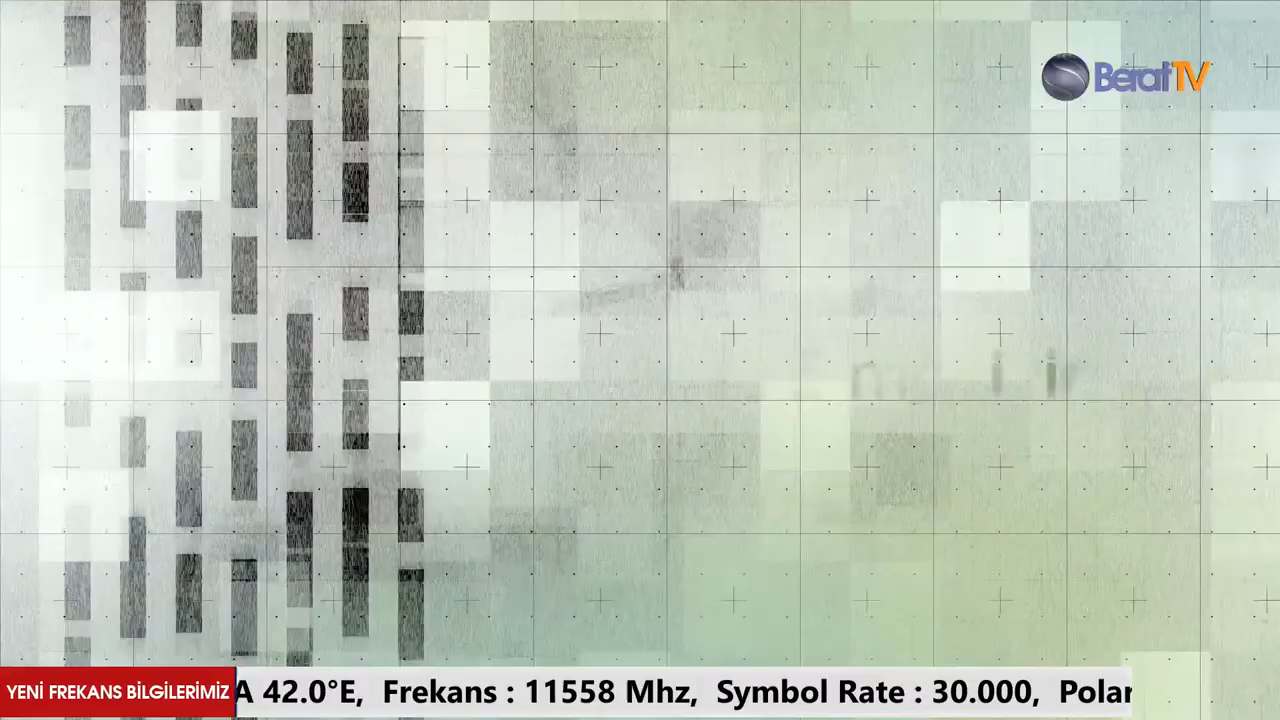 BeratTV
YENİ FREKANS BİLGİLERİMİZ
A 42.0°E, Frekans : 11558 Mhz, Symbol Rate : 30.000, Polar